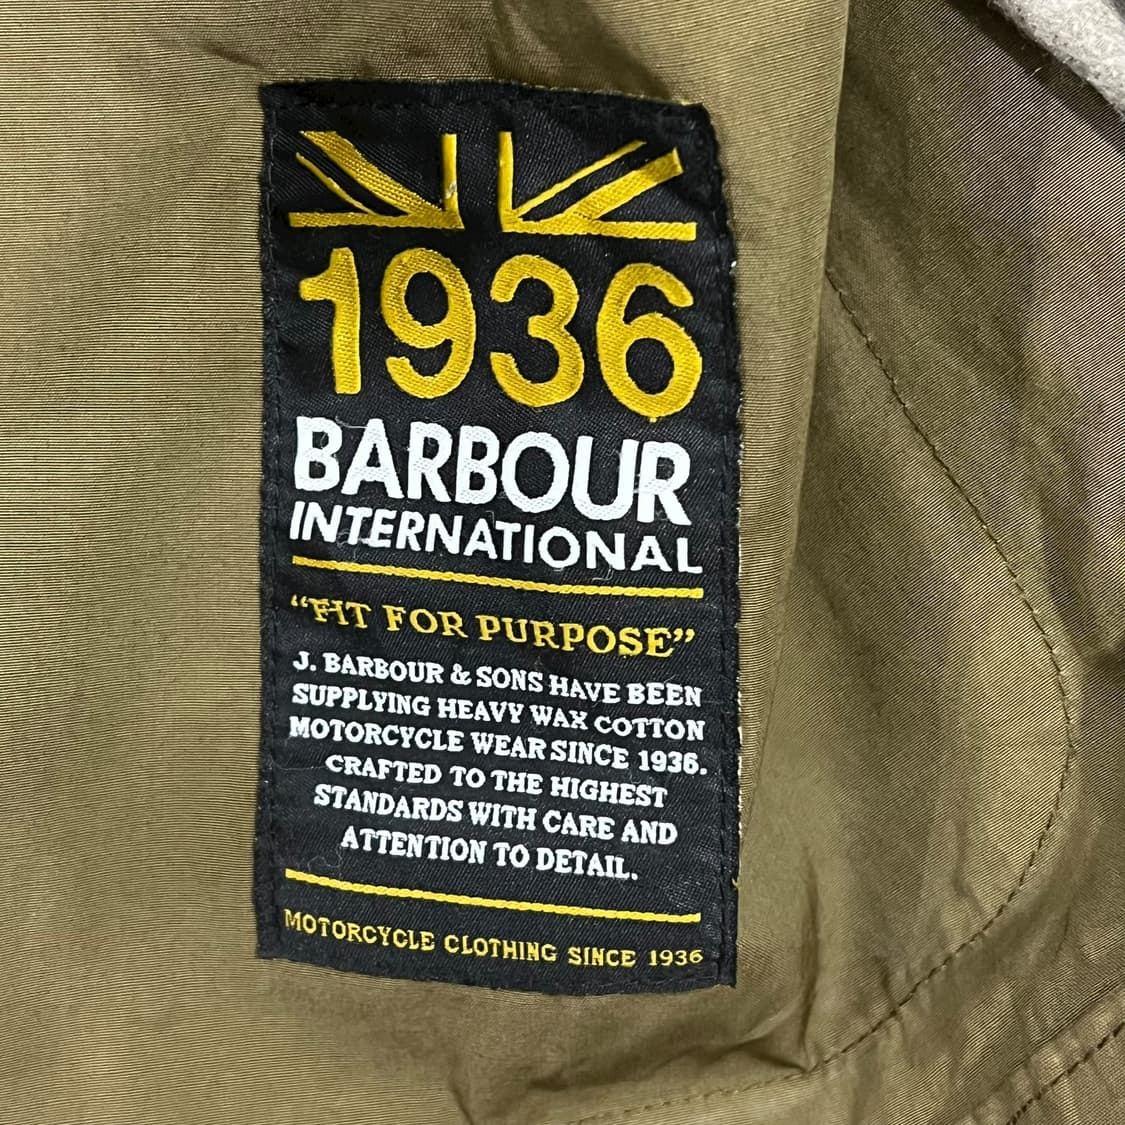 1936
BARBOUR
INTERNATIONAL
“FIT FOR PURPOSE”
J. BARBOUR & SONS HAVE BEEN
SUPPLYING HEAVY WAX COTTON
MOTORCYCLE WEAR SINCE 1936.
CRAFTED TO THE HIGHEST
STANDARDS WITH CARE AND
ATTENTION TO DETAIL.
MOTORCYCLE CLOTHING SINCE 1936